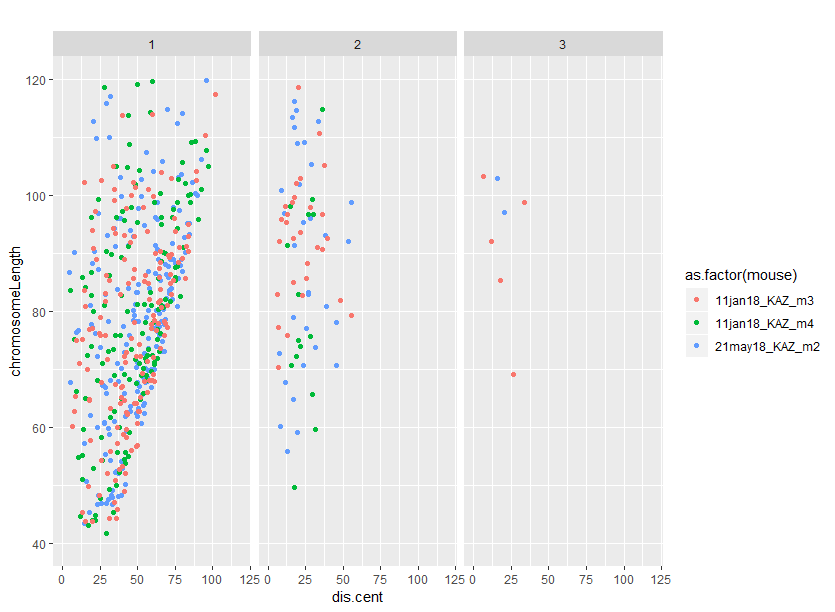 1 2 3
120
100
80
60
40
chromosomeLength
0 25 50 75 100 125 0 25 50 75 100 125 0 25 50 75 100 125
dis.cent
as.factor(mouse)
11jan18_KAZ_m3
11jan18_KAZ_m4
21may18_KAZ_m2